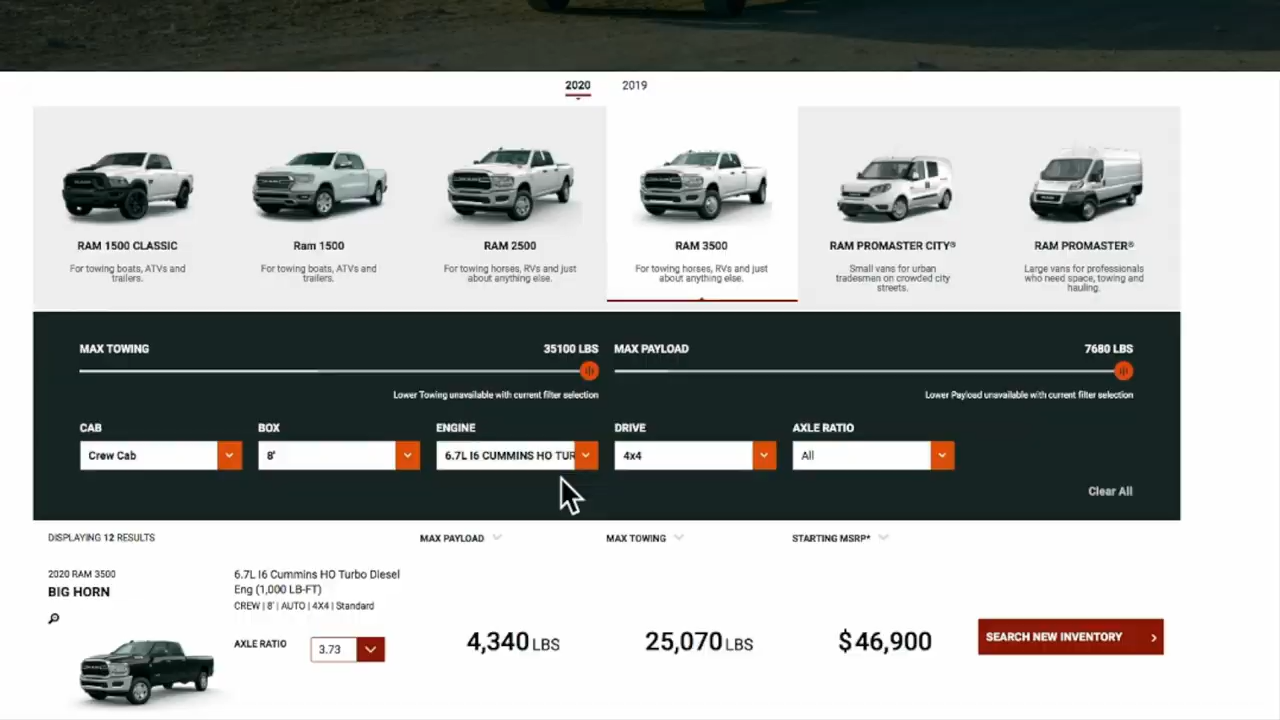 2020 2019
RAM 1500 CLASSIC
For towing boats, ATVs and
trailers.
Ram 1500
For towing boats, ATVs and
trailers.
RAM 2500
For towing horses, RVs and just
about anything else.
RAM 3500
For towing horses, RVs and just
about anything else.
RAM PROMASTER CITY®
Small vans for urban
tradesmen on crowded city
streets.
RAM PROMASTER®
Large vans for professionals
who need space, towing and
hauling.
MAX TOWING 35100 LBS
Lower Towing unavailable with current filter selection
MAX PAYLOAD 7680 LBS
Lower Payload unavailable with current filter selection
CAB BOX ENGINE DRIVE AXLE RATIO
Crew Cab 8' 6.7L I6 CUMMINS HO TUR 4x4 All
Clear All
DISPLAYING 12 RESULTS MAX PAYLOAD MAX TOWING STARTING MSRP*
2020 RAM 3500
BIG HORN
6.7L I6 Cummins HO Turbo Diesel
Eng (1,000 LB-FT)
CREW | 8' | AUTO | 4X4 | Standard
AXLE RATIO 3.73
4,340 LBS 25,070 LBS $46,900 SEARCH NEW INVENTORY